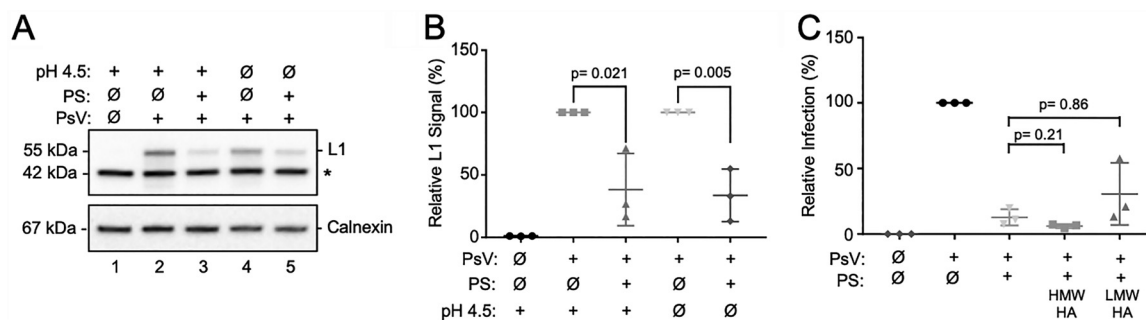 A
pH 4.5: + + + Ø Ø
PS: Ø Ø + Ø +
PsV: Ø + + + +
55 kDa L1
42 kDa *
67 kDa Calnexin
1 2 3 4 5
B
Relative L1 Signal (%)
150
100
50
0
p= 0.021
p= 0.005
PsV: Ø + + + +
PS: Ø Ø + Ø +
pH 4.5: + + + Ø Ø
C
Relative Infection (%)
150
100
50
0
p= 0.86
p= 0.21
PsV: Ø + + + +
PS: Ø Ø + + +
HMW LMW
HA HA